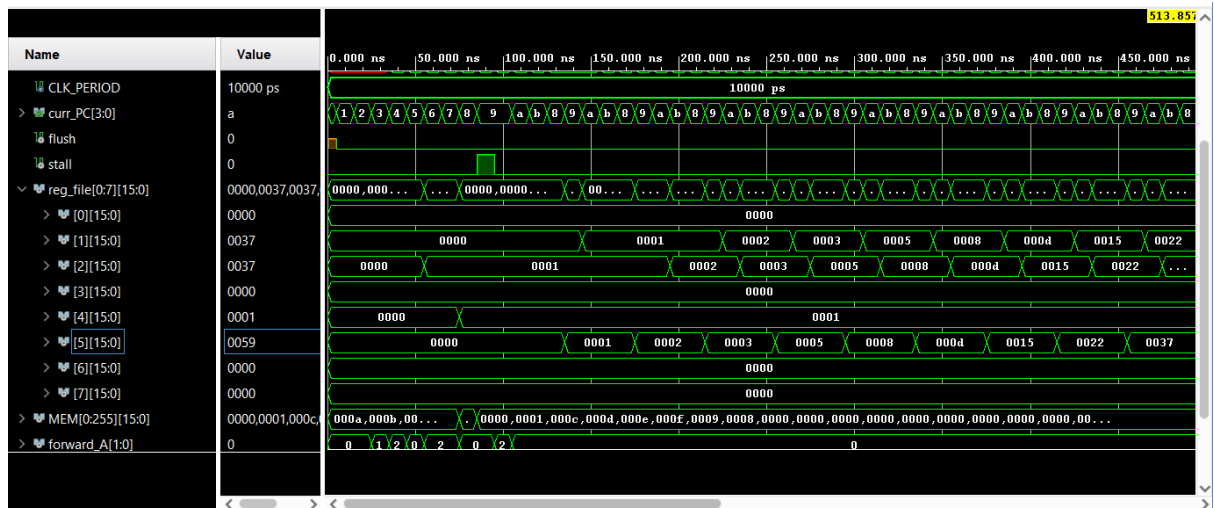 513.857
Name Value 0.000 ns 50.000 ns 100.000 ns 150.000 ns 200.000 ns 250.000 ns 300.000 ns 350.000 ns 400.000 ns 450.000 ns
CLK_PERIOD 10000 ps 10000 ps
curr_PC[3:0] a 1 2 3 4 5 6 7 8 9 a b 8 9 a b 8 9 a b 8 9 a b 8 9 a b 8 9 a b 8 9 a b 8 9 a b 8 9 a b 8
flush 0
stall 0
reg_file[0:7][15:0] 0000,0037,0037, 0000,000... ... 0000,0000... . . 00... ... . ... . . ... . . ... . . ... . . ... . . ... . . ... . . ...
[0][15:0] 0000 0000
[1][15:0] 0037 0000 0001 0002 0003 0005 0008 000d 0015 0022
[2][15:0] 0037 0000 0001 0002 0003 0005 0008 000d 0015 0022 ...
[3][15:0] 0000 0000
[4][15:0] 0001 0000 0001
[5][15:0] 0059 0000 0001 0002 0003 0005 0008 000d 0015 0022 0037
[6][15:0] 0000 0000
[7][15:0] 0000 0000
MEM[0:255][15:0] 0000,0001,000c, 000a,000b,00... . 0000,0001,000c,000d,000e,000f,0009,0008,0000,0000,0000,0000,0000,0000,0000,0000,00...
forward_A[1:0] 0 0 1 2 0 2 0 2 0